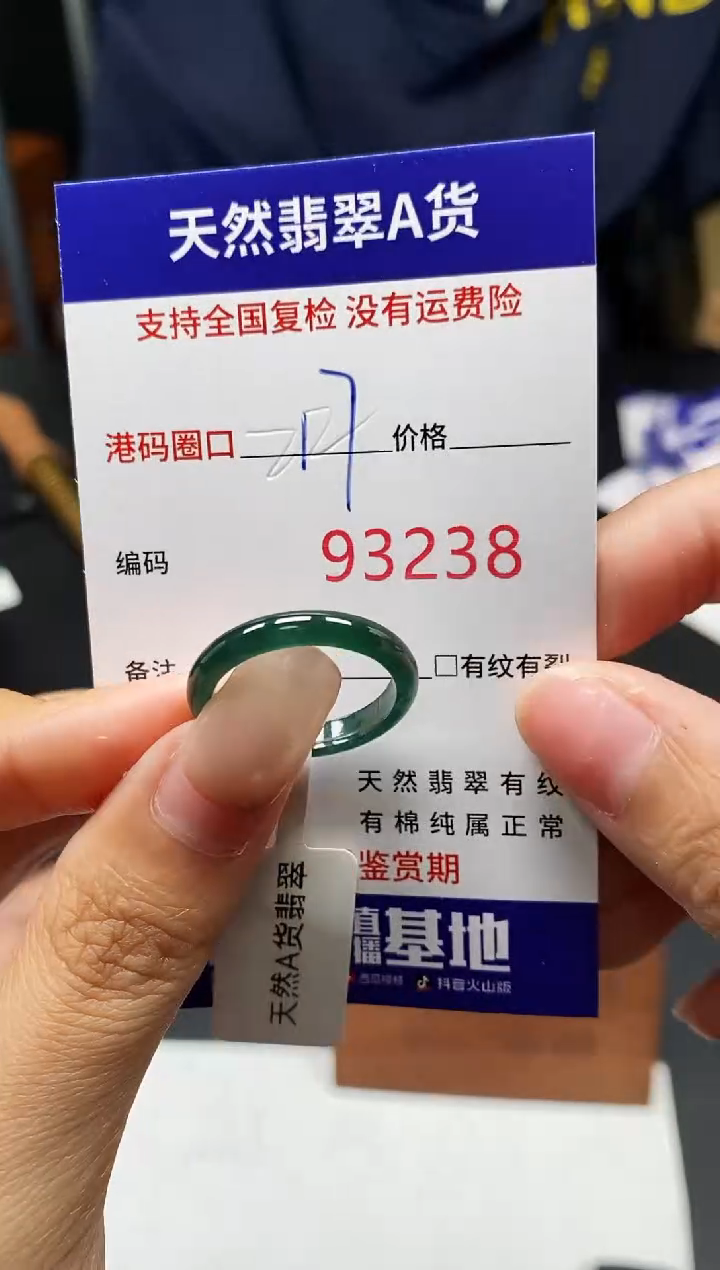 天然翡翠A货
支持全国复检 没有运费险
港码圈口 17 价格
编码 93238
备注 □有纹有裂
天然翡翠有纹
有棉纯属正常
鉴赏期
直播基地
抖音火山版
天然A货翡翠